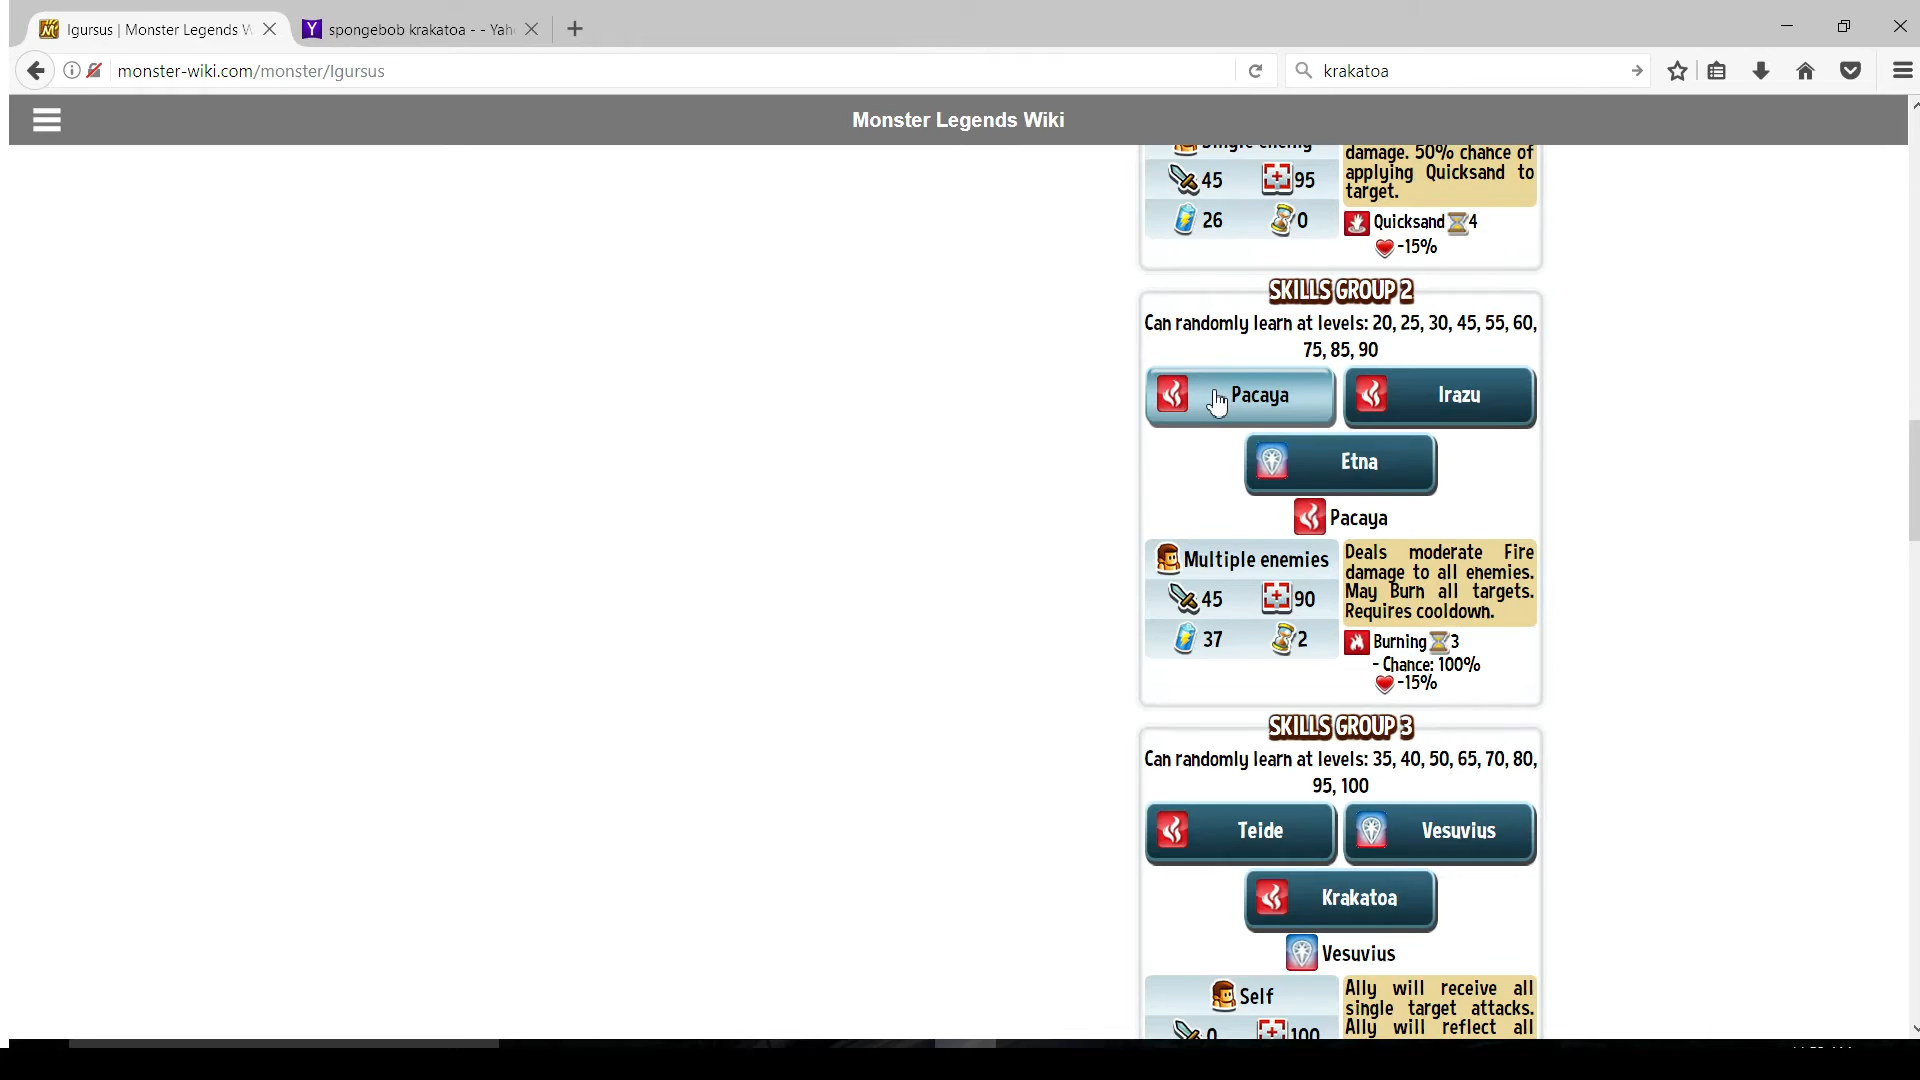 Igursus | Monster Legends W
spongebob krakatoa - - Yah
monster-wiki.com/monster/Igursus
krakatoa
Monster Legends Wiki
Single enemy
45 95
26 0
damage. 50% chance of
applying Quicksand to
target.
Quicksand 4
-15%
SKILLS GROUP 2
Can randomly learn at levels: 20, 25, 30, 45, 55, 60,
75, 85, 90
Pacaya
Irazu
Etna
Pacaya
Multiple enemies
45 90
37 2
Deals moderate Fire
damage to all enemies.
May Burn all targets.
Requires cooldown.
Burning 3
- Chance: 100%
-15%
SKILLS GROUP 3
Can randomly learn at levels: 35, 40, 50, 65, 70, 80,
95, 100
Teide
Vesuvius
Krakatoa
Vesuvius
Self
0 100
Ally will receive all
single target attacks.
Ally will reflect all